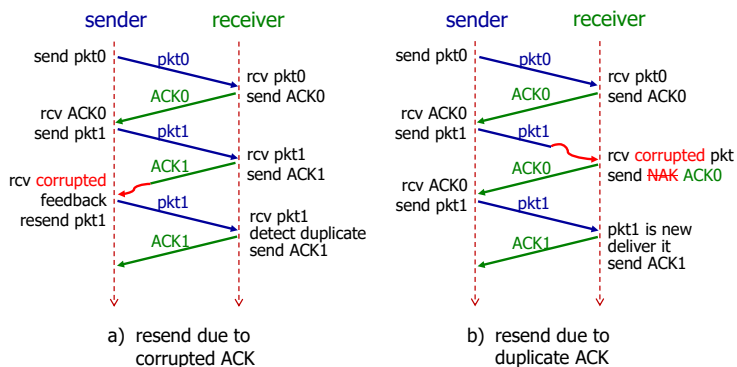 sender
receiver
send pkt0
pkt0
rcv pkt0
send ACK0
ACK0
rcv ACK0
send pkt1
pkt1
rcv pkt1
send ACK1
ACK1
rcv corrupted
feedback
resend pkt1
pkt1
rcv pkt1
detect duplicate
send ACK1
ACK1
a) resend due to
corrupted ACK
sender
receiver
send pkt0
pkt0
rcv pkt0
send ACK0
ACK0
rcv ACK0
send pkt1
pkt1
rcv corrupted pkt
send NAK ACK0
ACK0
rcv ACK0
send pkt1
pkt1
pkt1 is new
deliver it
send ACK1
ACK1
b) resend due to
duplicate ACK